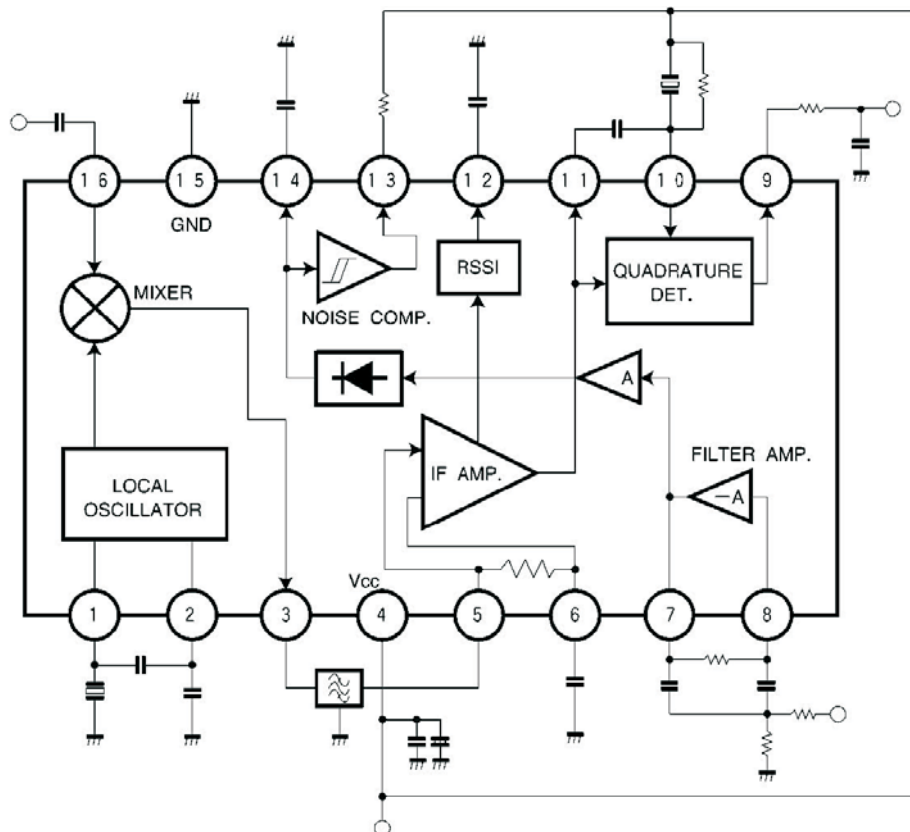 16 15 14 13 12 11 10 9
GND
MIXER
NOISE COMP.
RSSI
QUADRATURE
DET.
A
IF AMP.
FILTER AMP.
−A
LOCAL
OSCILLATOR
Vcc
1 2 3 4 5 6 7 8